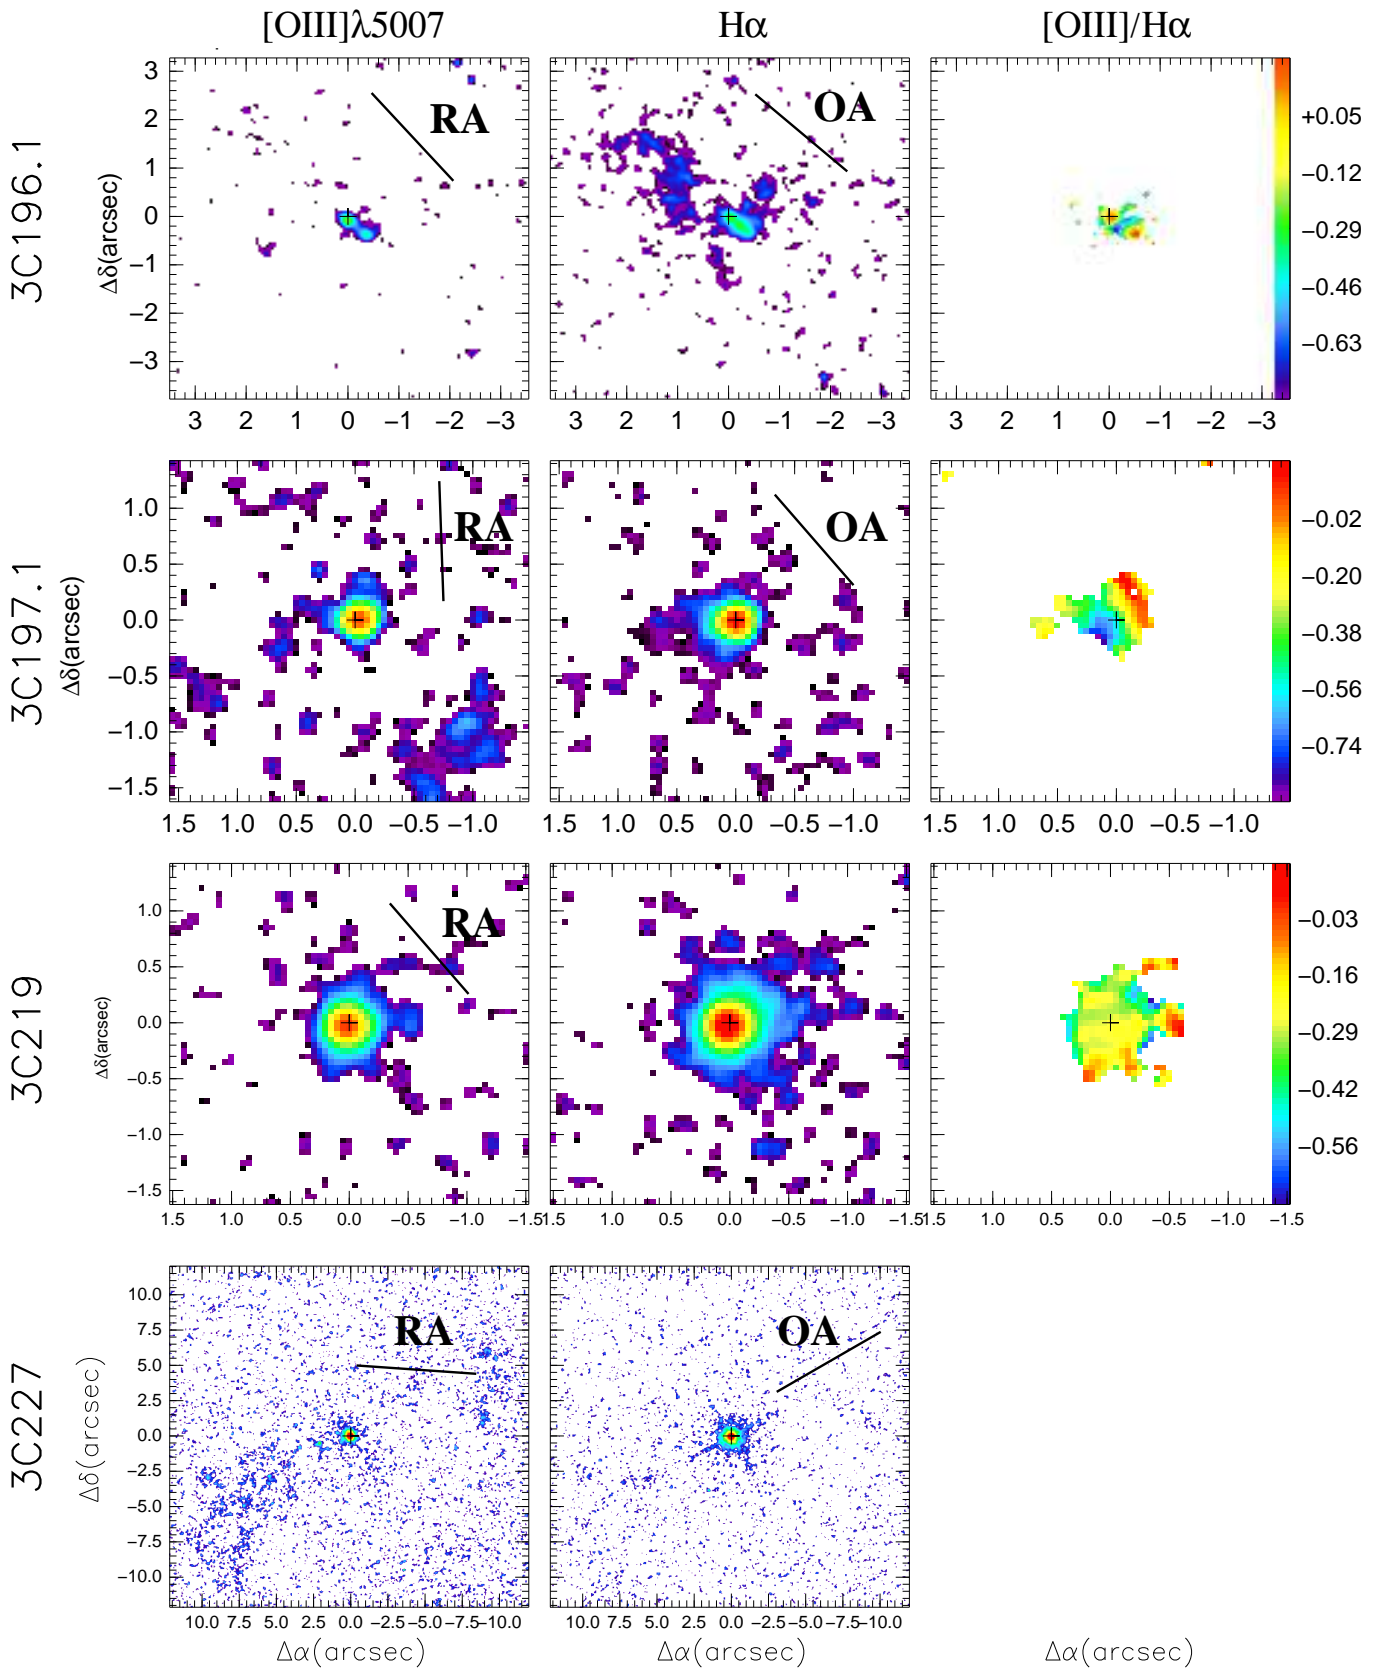 [OIII]λ5007 Hα [OIII]/Hα
3C196.1
Δδ(arcsec)
3
2
1
0
−1
−2
−3
RA
OA
+0.05
−0.12
−0.29
−0.46
−0.63
3 2 1 0 −1 −2 −3
3 2 1 0 −1 −2 −3
3 2 1 0 −1 −2 −3
3C197.1
Δδ(arcsec)
1.0
0.5
0.0
−0.5
−1.0
−1.5
RA
OA
−0.02
−0.20
−0.38
−0.56
−0.74
1.5 1.0 0.5 0.0 −0.5 −1.0
1.5 1.0 0.5 0.0 −0.5 −1.0
1.5 1.0 0.5 0.0 −0.5 −1.0
3C219
Δδ(arcsec)
1.0
0.5
0.0
−0.5
−1.0
−1.5
RA
−0.03
−0.16
−0.29
−0.42
−0.56
1.5 1.0 0.5 0.0 −0.5 −1.0 −1.5
1.5 1.0 0.5 0.0 −0.5 −1.0 −1.5
1.5 1.0 0.5 0.0 −0.5 −1.0 −1.5
3C227
Δδ(arcsec)
10.0
7.5
5.0
2.5
0.0
−2.5
−5.0
−7.5
−10.0
RA
OA
10.0 7.5 5.0 2.5 0.0 −2.5 −5.0 −7.5 −10.0
10.0 7.5 5.0 2.5 0.0 −2.5 −5.0 −7.5 −10.0
Δα(arcsec) Δα(arcsec) Δα(arcsec)